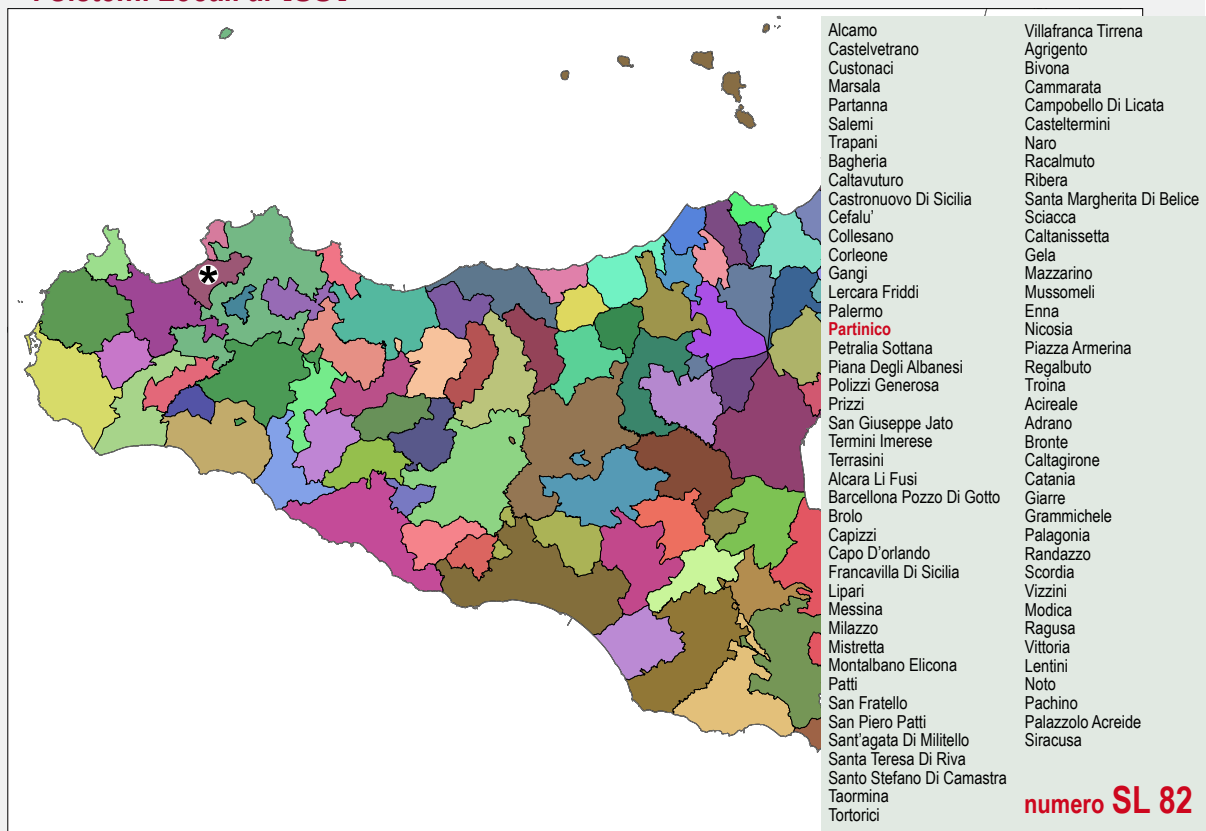 Alcamo
Castelvetrano
Custonaci
Marsala
Partanna
Salemi
Trapani
Bagheria
Caltavuturo
Castronuovo Di Sicilia
Cefalu'
Collesano
Corleone
Gangi
Lercara Friddi
Palermo
Partinico
Petralia Sottana
Piana Degli Albanesi
Polizzi Generosa
Prizzi
San Giuseppe Jato
Termini Imerese
Terrasini
Alcara Li Fusi
Barcellona Pozzo Di Gotto
Brolo
Capizzi
Capo D'orlando
Francavilla Di Sicilia
Lipari
Messina
Milazzo
Mistretta
Montalbano Elicona
Patti
San Fratello
San Piero Patti
Sant'agata Di Militello
Santa Teresa Di Riva
Santo Stefano Di Camastra
Taormina
Tortorici
Villafranca Tirrena
Agrigento
Bivona
Cammarata
Campobello Di Licata
Casteltermini
Naro
Racalmuto
Ribera
Santa Margherita Di Belice
Sciacca
Caltanissetta
Gela
Mazzarino
Mussomeli
Enna
Nicosia
Piazza Armerina
Regalbuto
Troina
Acireale
Adrano
Bronte
Caltagirone
Catania
Giarre
Grammichele
Palagonia
Randazzo
Scordia
Vizzini
Modica
Ragusa
Vittoria
Lentini
Noto
Pachino
Palazzolo Acreide
Siracusa
numero SL 82